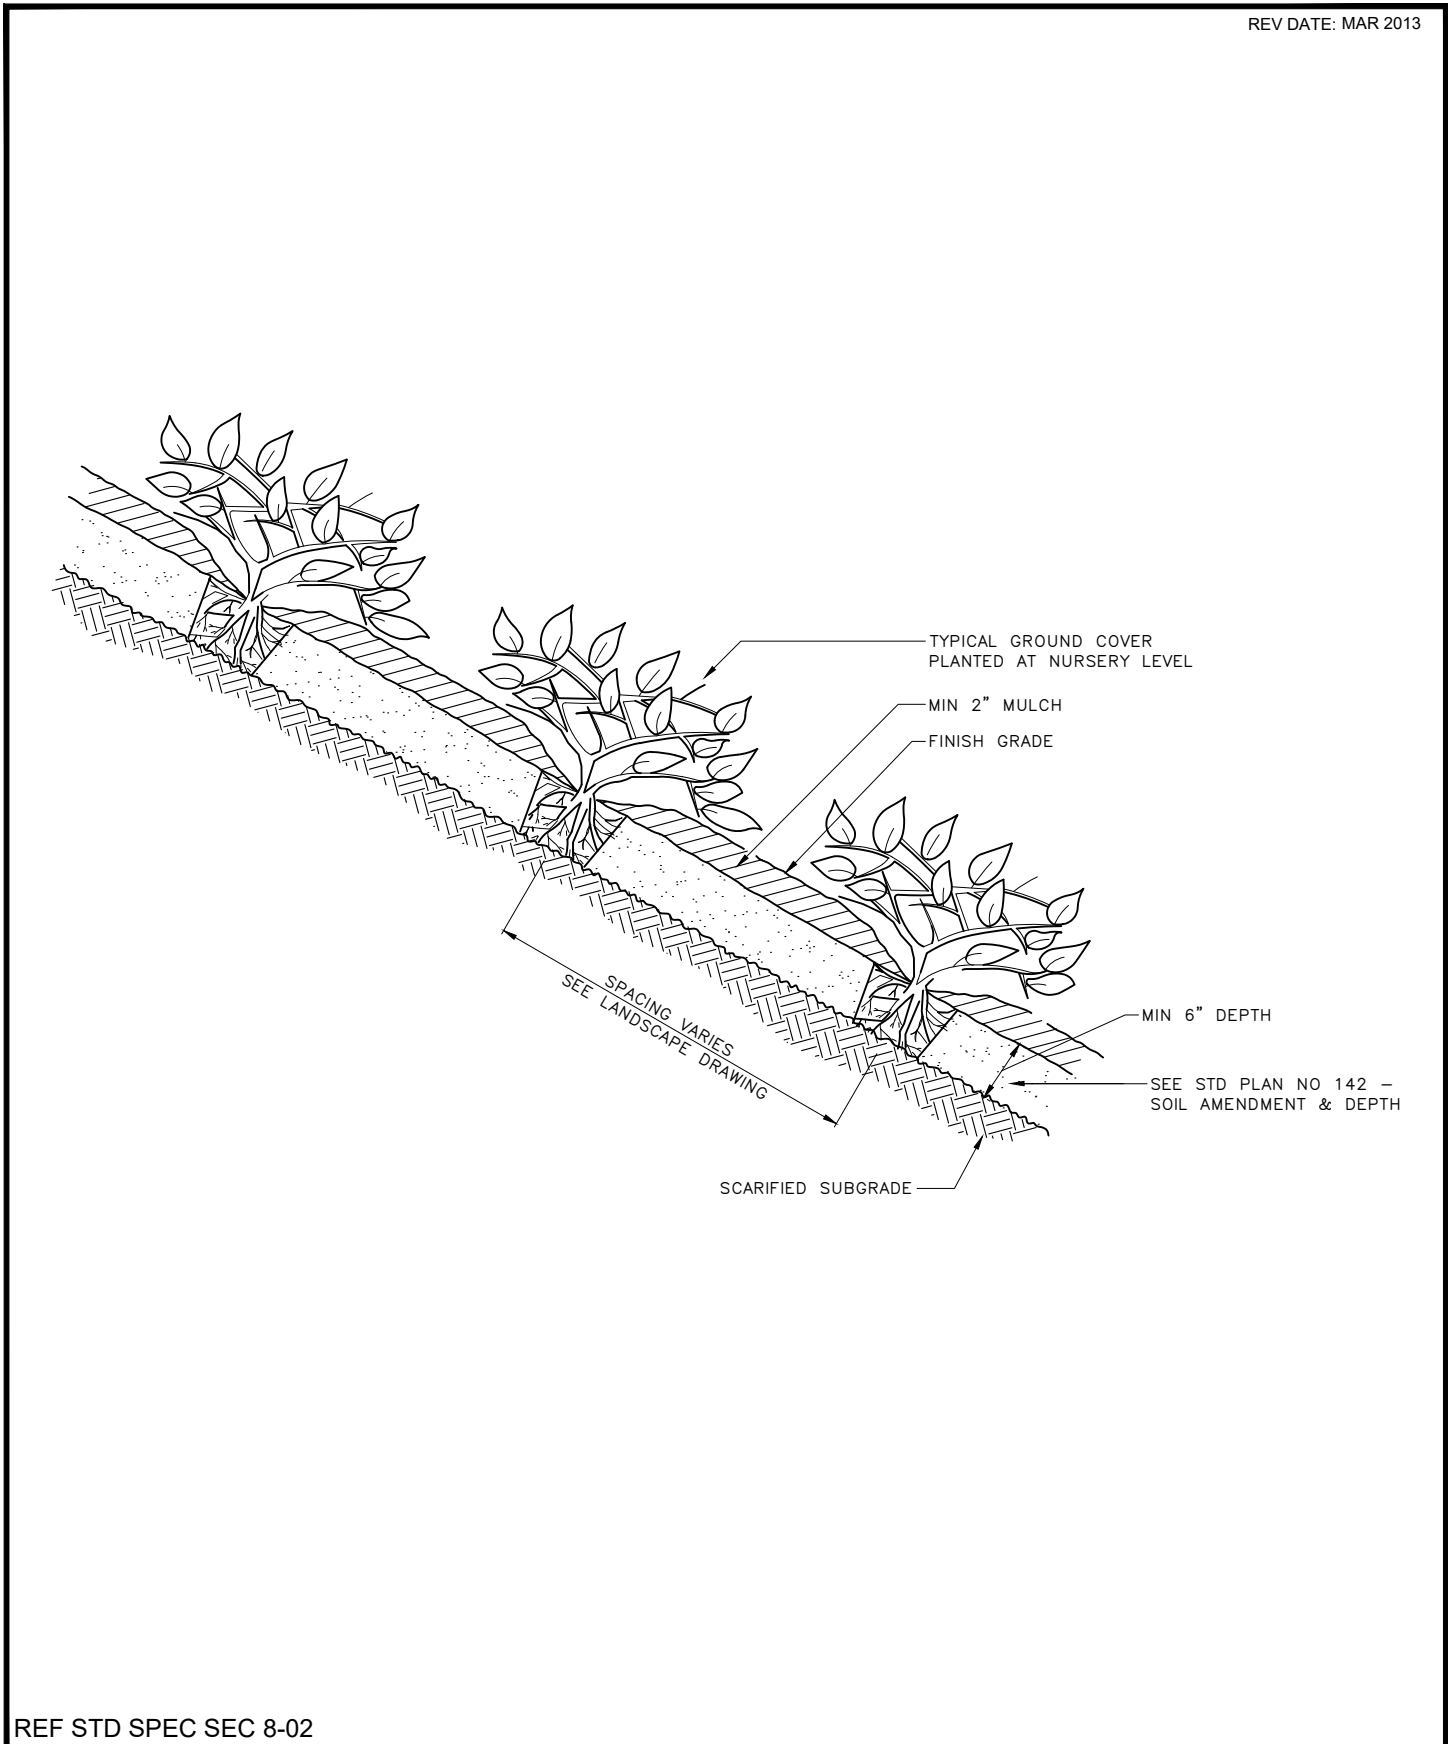 REV DATE: MAR 2013
TYPICAL GROUND COVER
PLANTED AT NURSERY LEVEL
MIN 2" MULCH
FINISH GRADE
SPACING VARIES
SEE LANDSCAPE DRAWING
MIN 6" DEPTH
SEE STD PLAN NO 142 –
SOIL AMENDMENT & DEPTH
SCARIFIED SUBGRADE
REF STD SPEC SEC 8-02